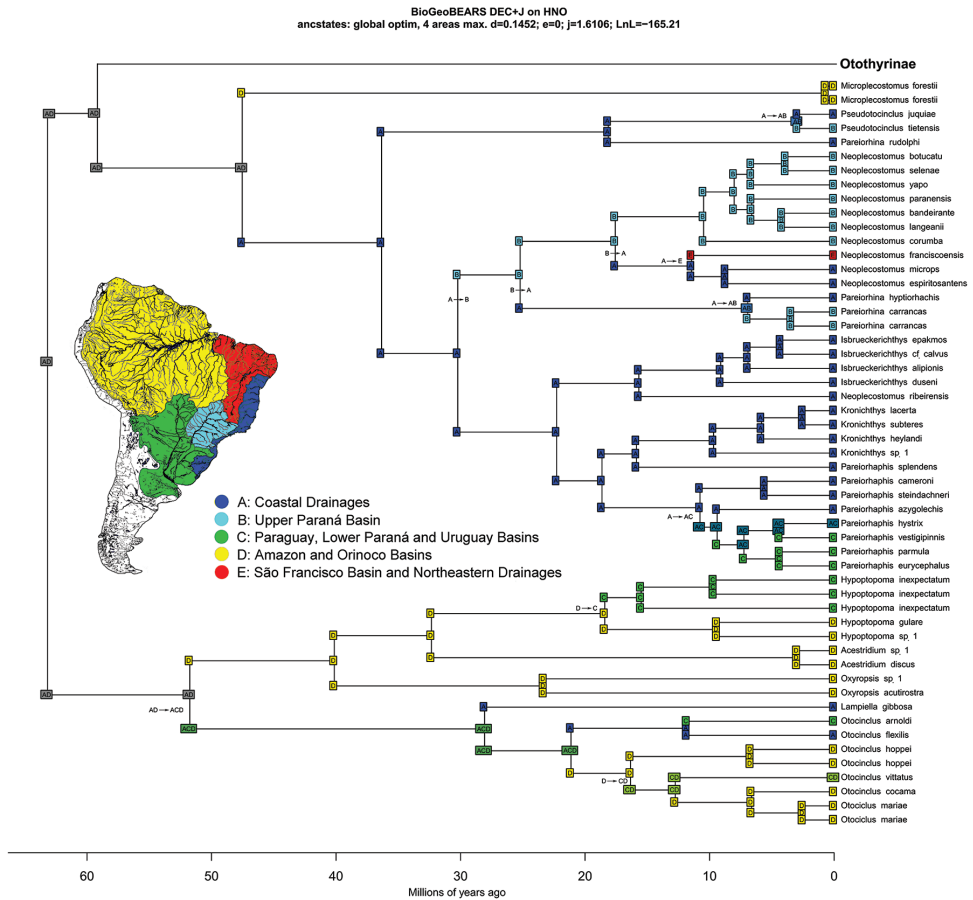 BioGeoBEARS DEC+J on HNO
ancstates: global optim, 4 areas max. d=0.1452; e=0; j=1.6106; LnL=−165.21
Otothyrinae
Microplecostomus forestii
Microplecostomus forestii
Pseudotocinclus juquiae
Pseudotocinclus tietensis
Pareiorhina rudolphi
Neoplecostomus botucatu
Neoplecostomus selenae
Neoplecostomus yapo
Neoplecostomus paranensis
Neoplecostomus bandeirante
Neoplecostomus langeanii
Neoplecostomus corumba
Neoplecostomus franciscoensis
Neoplecostomus microps
Neoplecostomus espiritosantens
Pareiorhina hyptiorhachis
Pareiorhina carrancas
Pareiorhina carrancas
Isbrueckerichthys epakmos
Isbrueckerichthys cf. calvus
Isbrueckerichthys alipionis
Isbrueckerichthys duseni
Neoplecostomus ribeirensis
Kronichthys lacerta
Kronichthys subteres
Kronichthys heylandi
Kronichthys sp. 1
Pareiorhaphis splendens
Pareiorhaphis cameroni
Pareiorhaphis steindachneri
Pareiorhaphis azygolechis
Pareiorhaphis hystrix
Pareiorhaphis vestigipinnis
Pareiorhaphis parmula
Pareiorhaphis eurycephalus
Hypoptopoma inexpectatum
Hypoptopoma inexpectatum
Hypoptopoma inexpectatum
Hypoptopoma gulare
Hypoptopoma sp. 1
Acestridium sp. 1
Acestridium discus
Oxyropsis sp. 1
Oxyropsis acutirostra
Lampiella gibbosa
Otocinclus arnoldi
Otocinclus flexilis
Otocinclus hoppei
Otocinclus hoppei
Otocinclus vittatus
Otocinclus cocama
Otociclus mariae
Otociclus mariae
A→AB
B→A
A→E
A→B
B→A
A→AB
A→AC
D→C
AD→ACD
D→CD
A: Coastal Drainages
B: Upper Paraná Basin
C: Paraguay, Lower Paraná and Uruguay Basins
D: Amazon and Orinoco Basins
E: São Francisco Basin and Northeastern Drainages
60 50 40 30 20 10 0
Millions of years ago